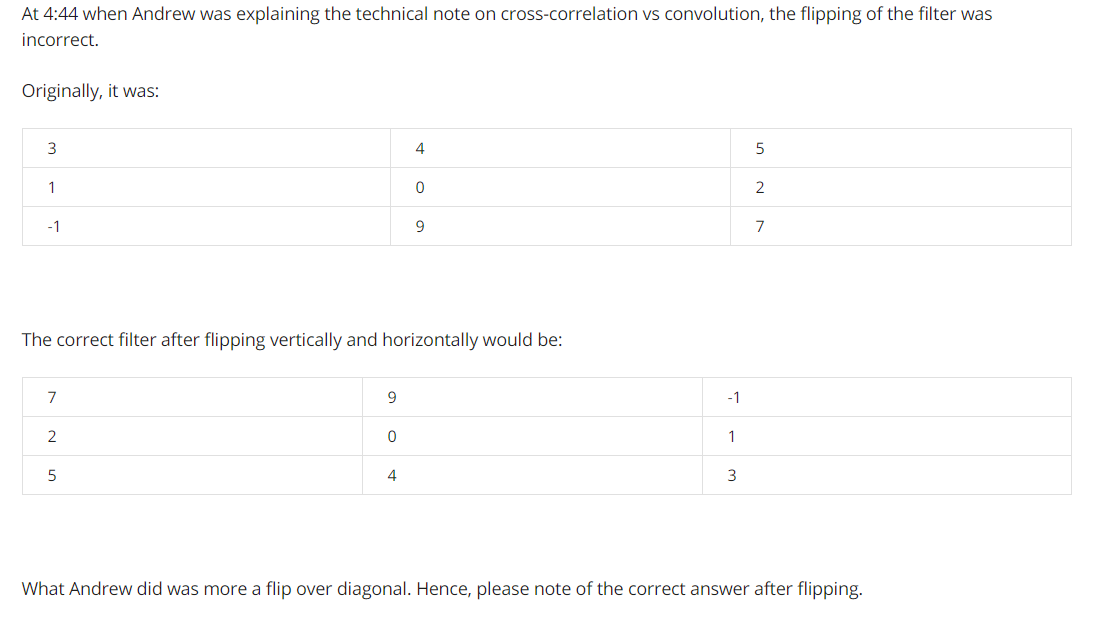 At 4:44 when Andrew was explaining the technical note on cross-correlation vs convolution, the flipping of the filter was
incorrect.
Originally, it was:
3 4 5
1 0 2
-1 9 7
The correct filter after flipping vertically and horizontally would be:
7 9 -1
2 0 1
5 4 3
What Andrew did was more a flip over diagonal. Hence, please note of the correct answer after flipping.